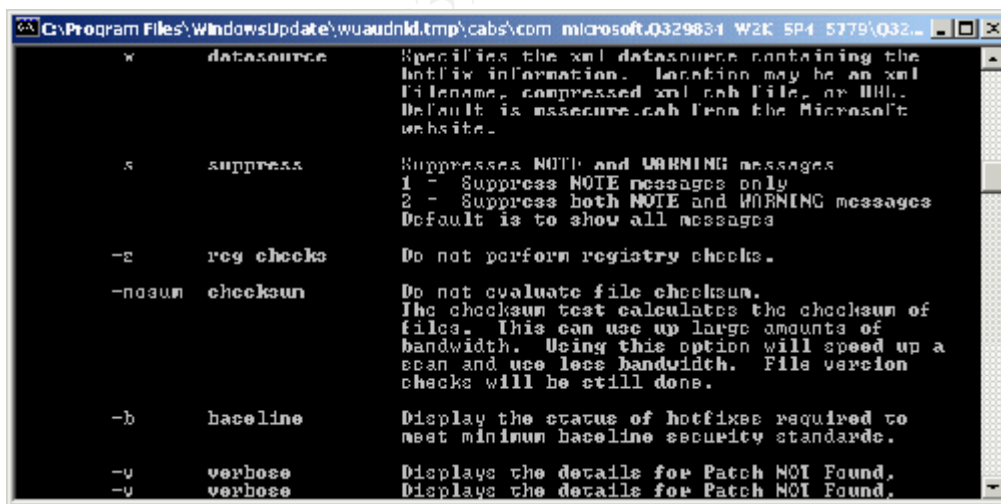 C:\Program Files\WindowsUpdate\wuaudnld.tmp\cabs\com_microsoft.Q329834_W2K_SP4_5779\Q32...
-x datasource Specifies the xml datasource containing the
hotfix information. Location may be an xml
filename, compressed xml cab file, or URL.
Default is mssecure.cab from the Microsoft
website.
-s suppress Suppresses NOTE and WARNING messages
1 - Suppress NOTE messages only
2 - Suppress both NOTE and WARNING messages
Default is to show all messages
-z reg checks Do not perform registry checks.
-nosum checksum Do not evaluate file checksum.
The checksum test calculates the checksum of
files. This can use up large amounts of
bandwidth. Using this option will speed up a
scan and use less bandwidth. File version
checks will be still done.
-b baseline Display the status of hotfixes required to
meet minimum baseline security standards.
-v verbose Displays the details for Patch NOT Found,
-v verbose Displays the details for Patch NOT Found,